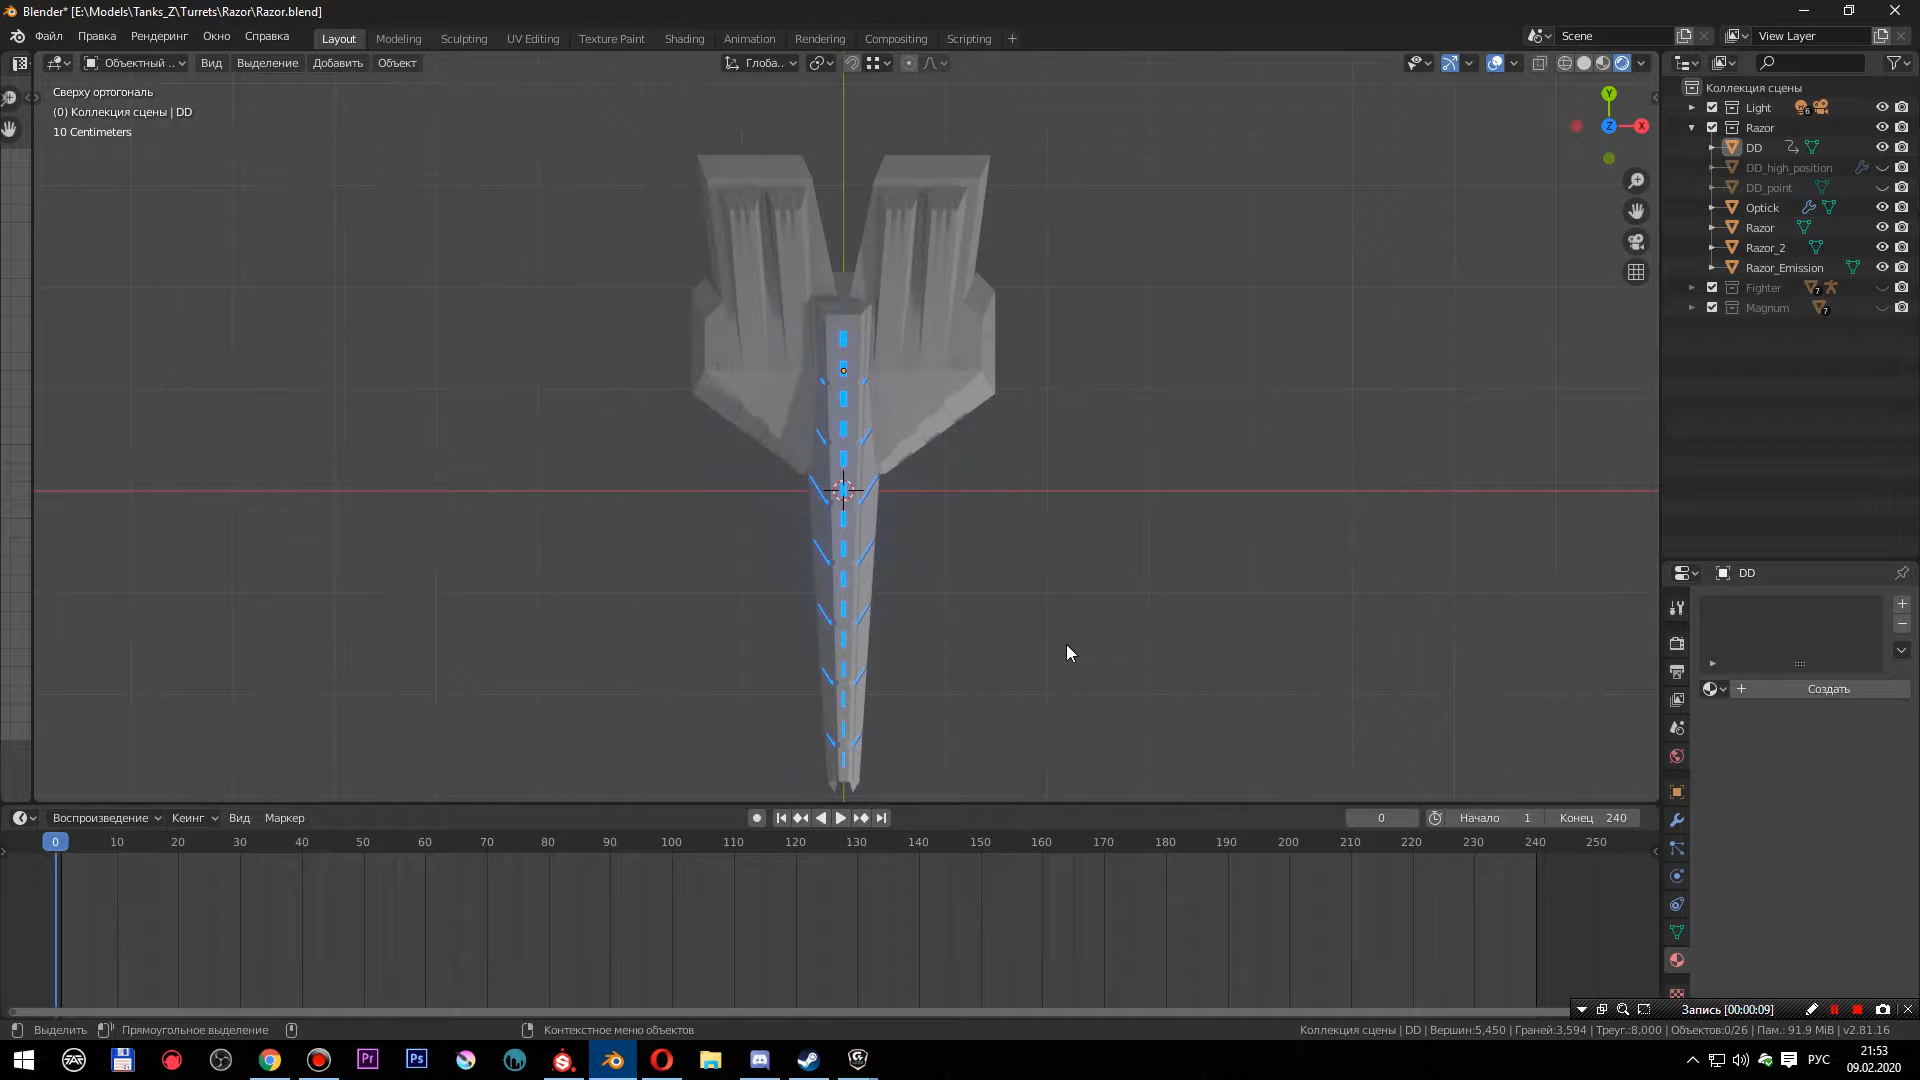 Blender* [E:\Models\Tanks_Z\Turrets\Razor\Razor.blend]
Файл Правка Рендеринг Окно Справка Layout Modeling Sculpting UV Editing Texture Paint Shading Animation Rendering Compositing Scripting + Scene View Layer
Объектный .. Вид Выделение Добавить Объект Глоба..
Сверху ортогональ
(0) Коллекция сцены | DD
10 Centimeters
Y
Z X
Коллекция сцены
Light 6
Razor
DD
DD_high_position
DD_point
Optick
Razor
Razor_2
Razor_Emission
Fighter 7
Magnum 7
DD
Создать
Воспроизведение Кеинг Вид Маркер 0 Начало 1 Конец 240
0 10 20 30 40 50 60 70 80 90 100 110 120 130 140 150 160 170 180 190 200 210 220 230 240 250
Запись [00:00:09]
Выделить Прямоугольное выделение Контекстное меню объектов Коллекция сцены | DD | Вершин:5,450 | Граней:3,594 | Треуг.:8,000 | Объектов:0/26 | Пам.: 91.9 MiB | v2.81.16
Pr Ps РУС
21:53
09.02.2020